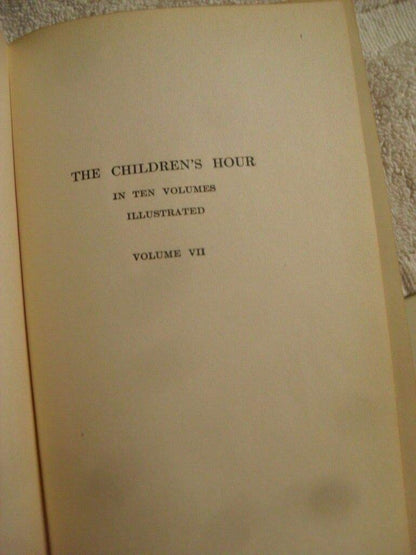 THE CHILDREN'S HOUR
IN TEN VOLUMES
ILLUSTRATED
VOLUME VII